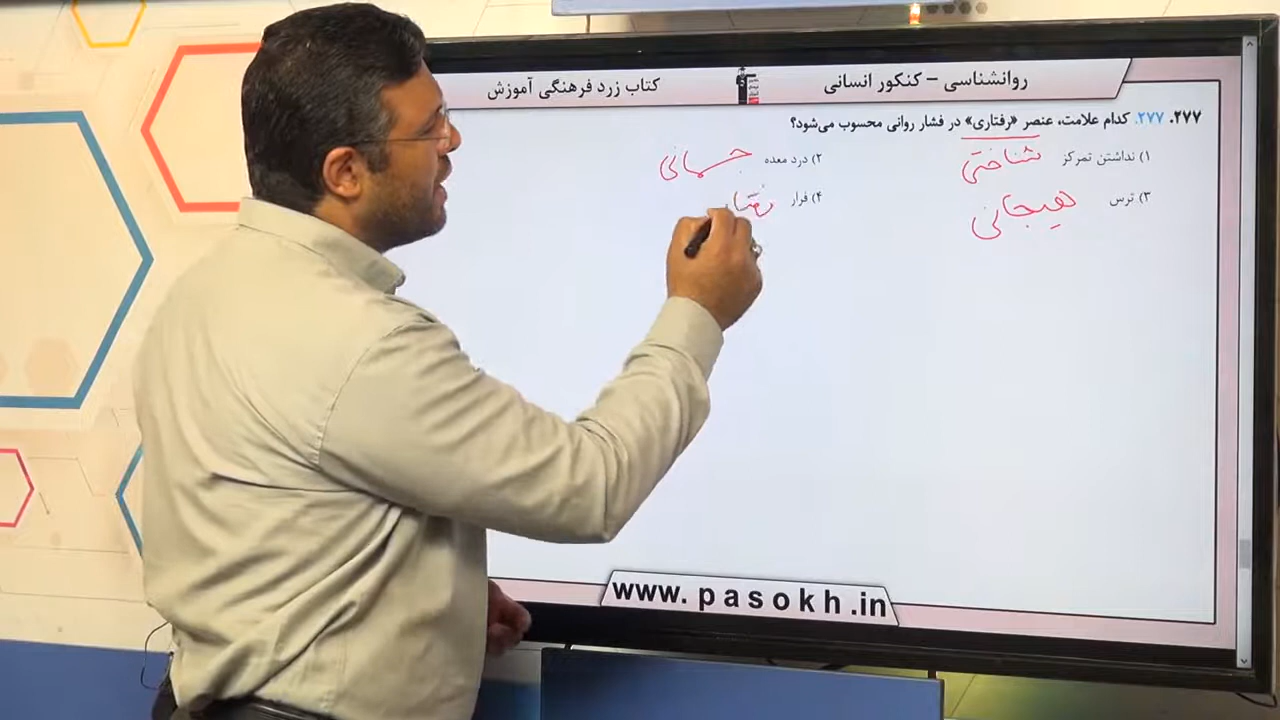 روانشناسی - کنکور انسانی
کتاب زرد فرهنگی آموزش
۲۷۷. ۲۷۷. کدام علامت، عنصر «رفتاری» در فشار روانی محسوب می‌شود؟
۱) نداشتن تمرکز شناختی
۲) درد معده جسمانی
۳) ترس هیجانی
۴) فرار رفتا
www.pasokh.in